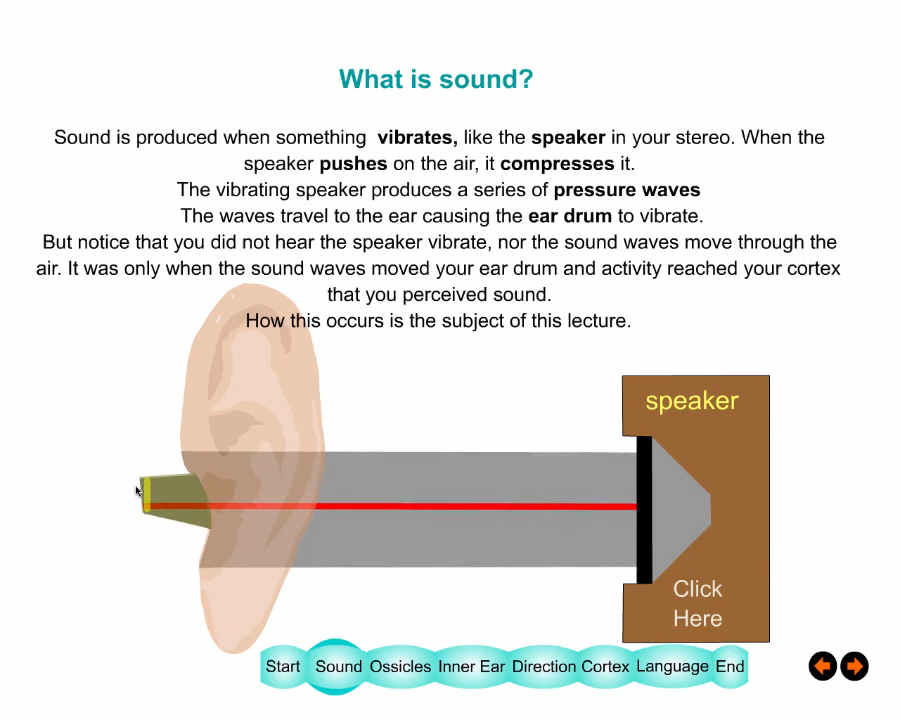 What is sound?
Sound is produced when something vibrates, like the speaker in your stereo. When the
speaker pushes on the air, it compresses it.
The vibrating speaker produces a series of pressure waves
The waves travel to the ear causing the ear drum to vibrate.
But notice that you did not hear the speaker vibrate, nor the sound waves move through the
air. It was only when the sound waves moved your ear drum and activity reached your cortex
that you perceived sound.
How this occurs is the subject of this lecture.
speaker
Click
Here
Start Sound Ossicles Inner Ear Direction Cortex Language End